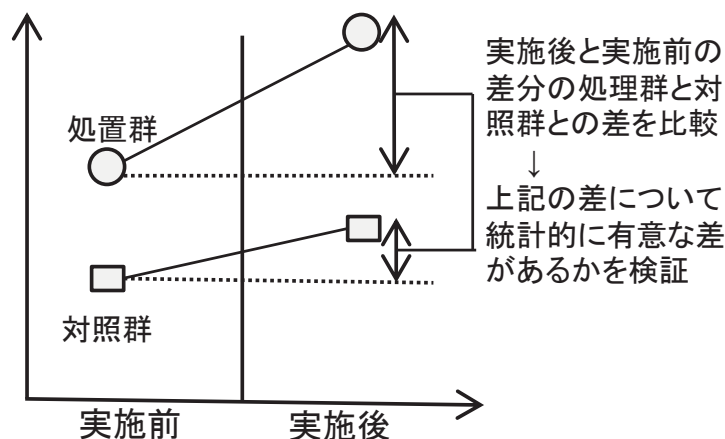 処置群
対照群
実施前
実施後
実施後と実施前の
差分の処理群と対
照群との差を比較
↓
上記の差について
統計的に有意な差
があるかを検証